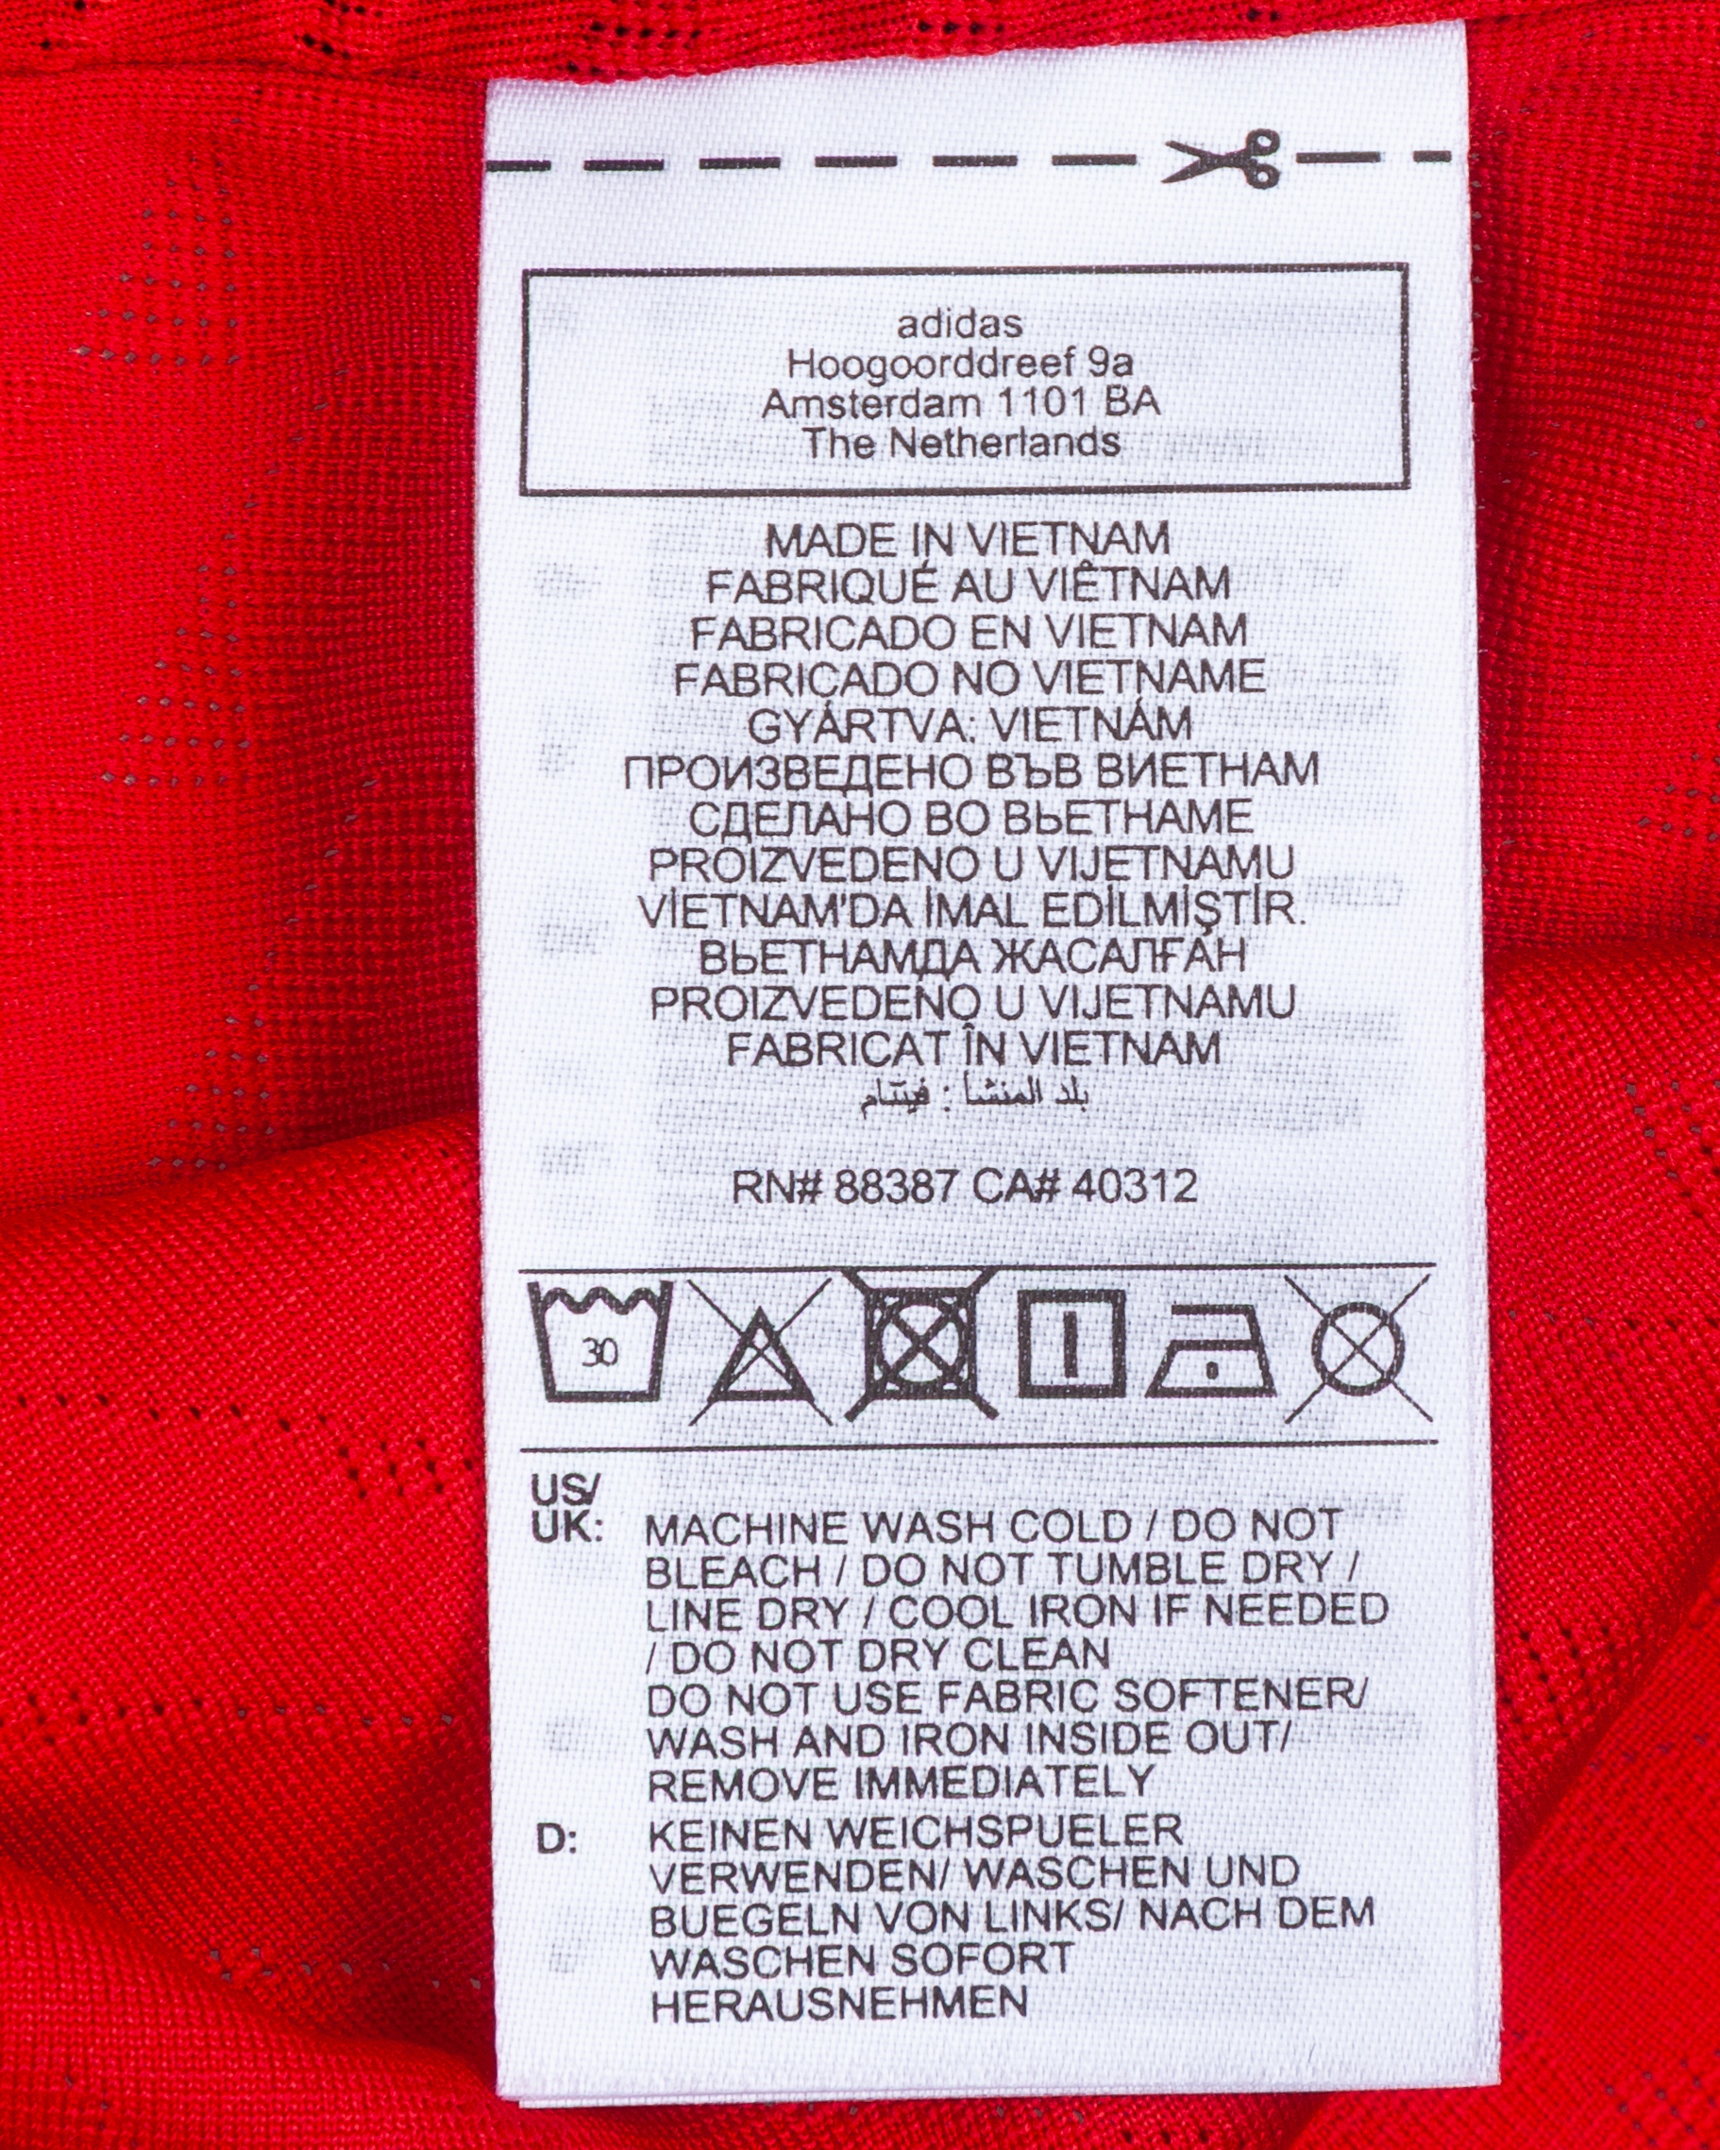 adidas
Hoogoorddreef 9a
Amsterdam 1101 BA
The Netherlands
MADE IN VIETNAM
FABRIQUÉ AU VIÊTNAM
FABRICADO EN VIETNAM
FABRICADO NO VIETNAME
GYÁRTVA: VIETNÁM
ПРОИЗВЕДЕНО ВЪВ ВИЕТНАМ
СДЕЛАНО ВО ВЬЕТНАМЕ
PROIZVEDENO U VIJETNAMU
VİETNAM'DA İMAL EDİLMİŞTİR.
ВЬЕТНАМДА ЖАСАЛҒАН
PROIZVEDENO U VIJETNAMU
FABRICAT ÎN VIETNAM
بلد المنشأ : فيتنام
RN# 88387 CA# 40312
30
US/
UK: MACHINE WASH COLD / DO NOT
BLEACH / DO NOT TUMBLE DRY /
LINE DRY / COOL IRON IF NEEDED
/ DO NOT DRY CLEAN
DO NOT USE FABRIC SOFTENER/
WASH AND IRON INSIDE OUT/
REMOVE IMMEDIATELY
D: KEINEN WEICHSPUELER
VERWENDEN/ WASCHEN UND
BUEGELN VON LINKS/ NACH DEM
WASCHEN SOFORT
HERAUSNEHMEN